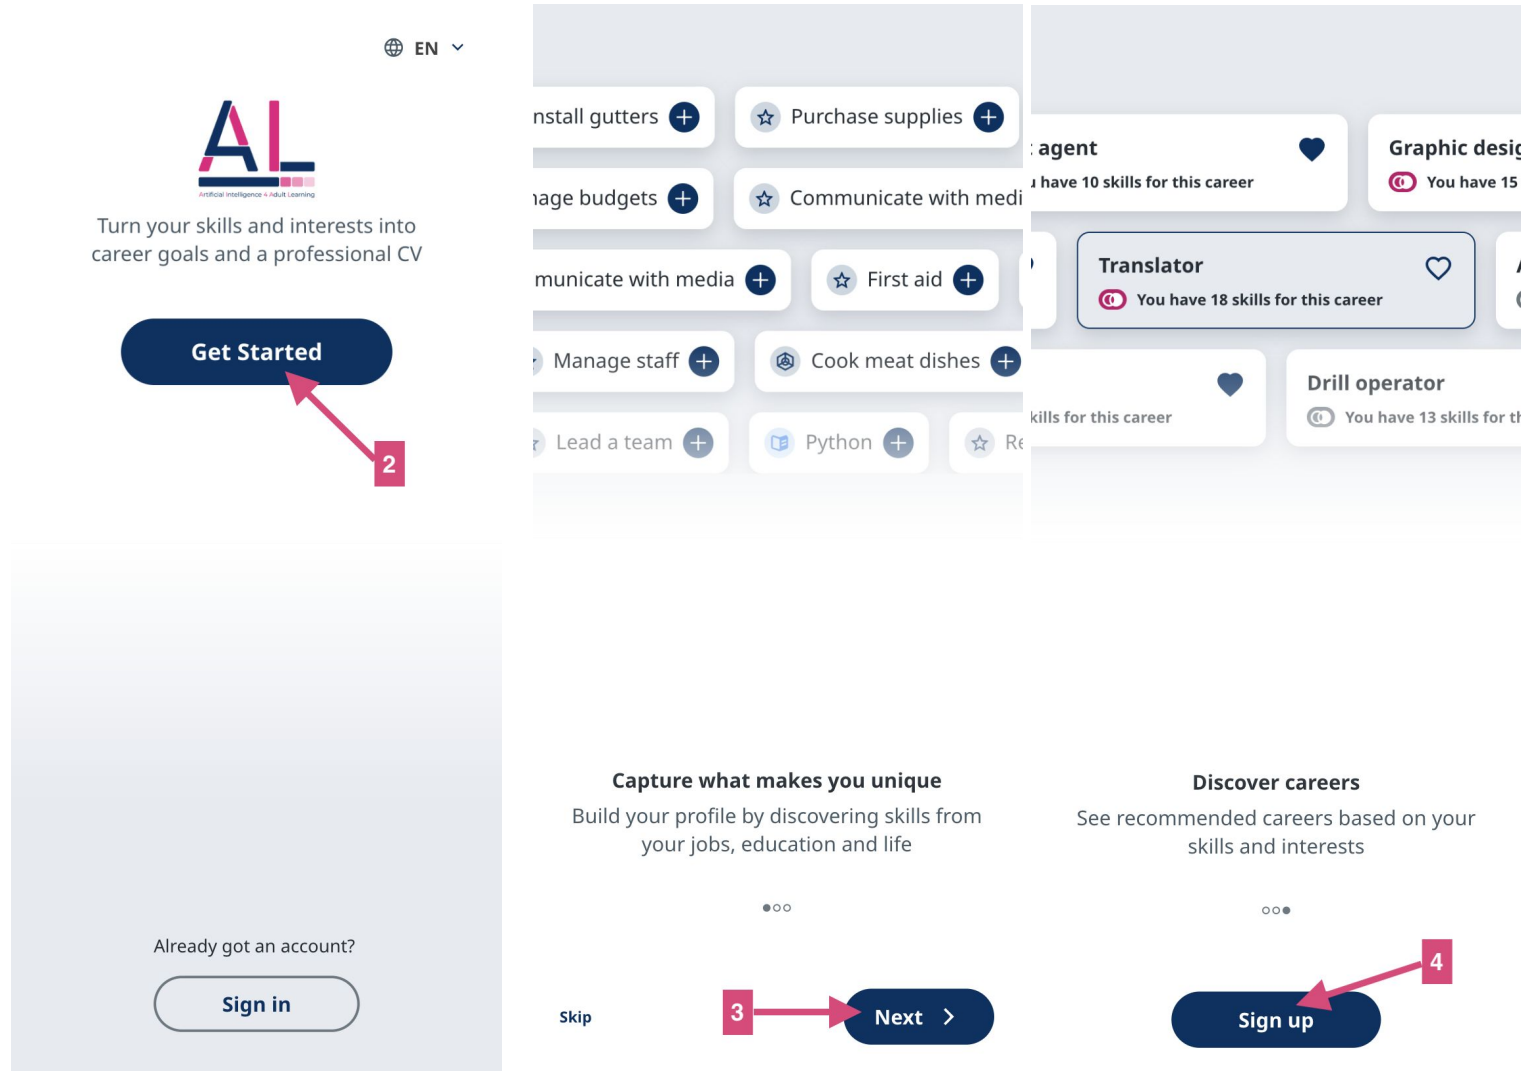 EN
AL
Artificial Intelligence 4 Adult Learning
Turn your skills and interests into
career goals and a professional CV
Get Started
2
Already got an account?
Sign in
nstall gutters
Purchase supplies
nage budgets
Communicate with medi
municate with media
First aid
Manage staff
Cook meat dishes
Lead a team
Python
Re
Capture what makes you unique
Build your profile by discovering skills from
your jobs, education and life
Skip
3
Next
agent
Graphic desig
u have 10 skills for this career
You have 15
Translator
You have 18 skills for this career
Drill operator
kills for this career
You have 13 skills for th
Discover careers
See recommended careers based on your
skills and interests
4
Sign up